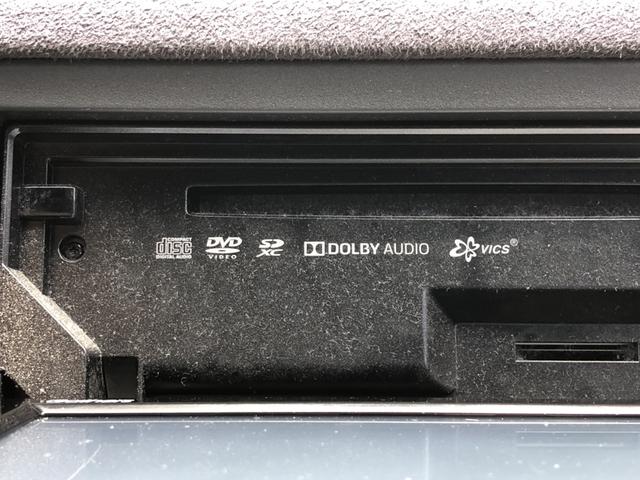 COMPACT disc DIGITAL AUDIO
DVD VIDEO
SD XC
DOLBY AUDIO
VICS®